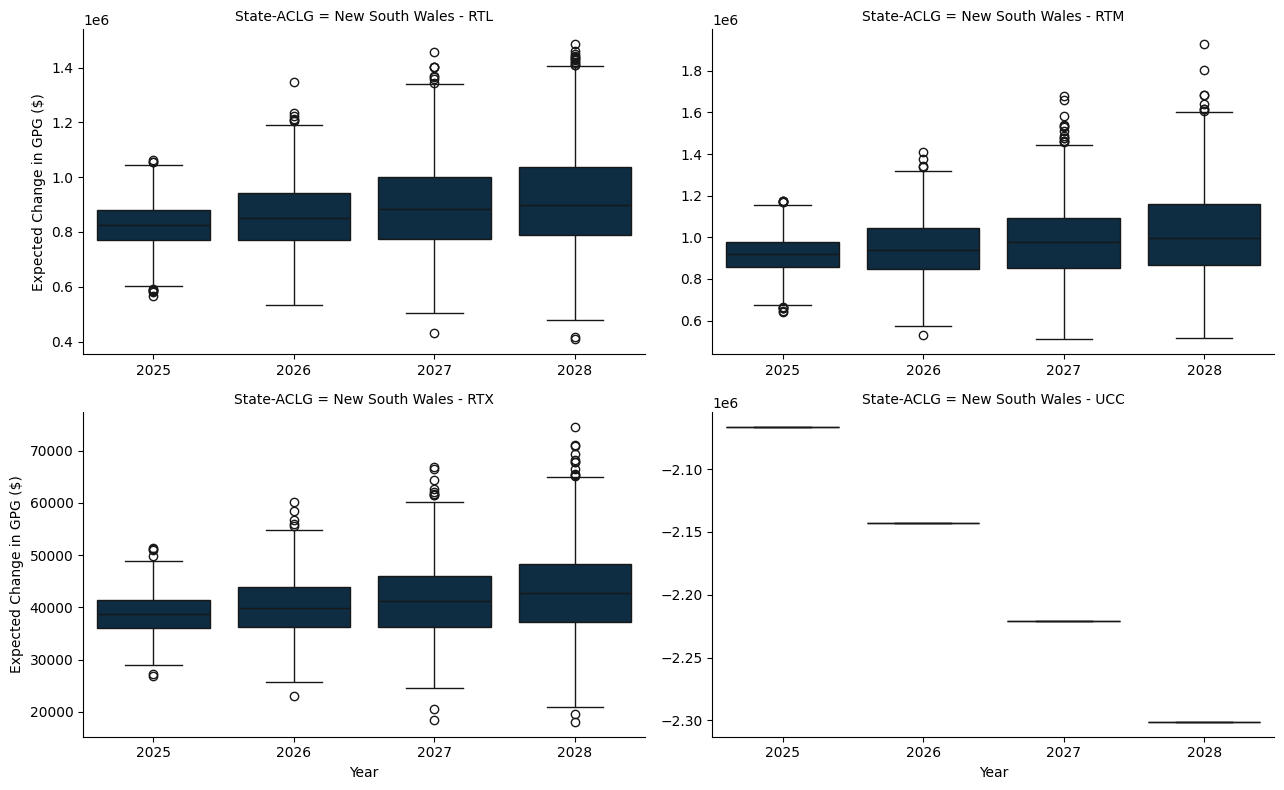 State-ACLG = New South Wales - RTL
1e6
Expected Change in GPG ($)
1.4
1.2
1.0
0.8
0.6
0.4
2025 2026 2027 2028
State-ACLG = New South Wales - RTM
1e6
1.8
1.6
1.4
1.2
1.0
0.8
0.6
2025 2026 2027 2028
State-ACLG = New South Wales - RTX
Expected Change in GPG ($)
70000
60000
50000
40000
30000
20000
2025 2026 2027 2028
Year
State-ACLG = New South Wales - UCC
1e6
−2.10
−2.15
−2.20
−2.25
−2.30
2025 2026 2027 2028
Year